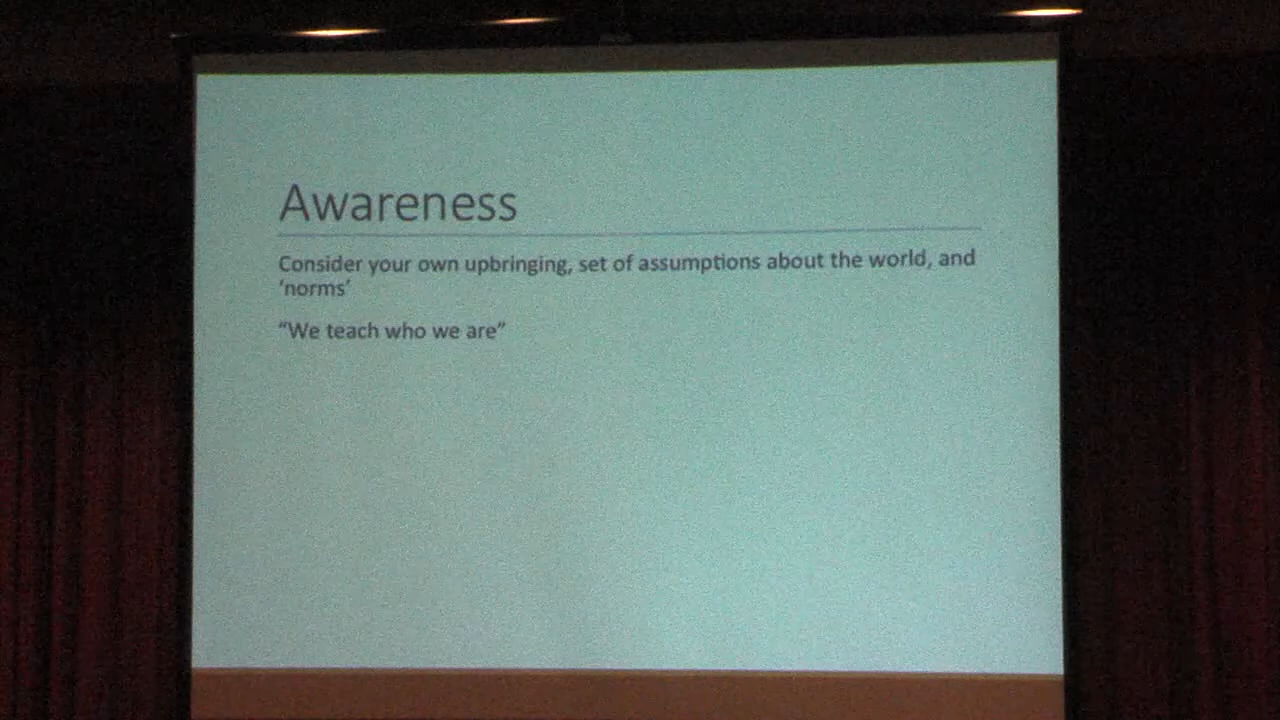 Awareness
Consider your own upbringing, set of assumptions about the world, and
‘norms’
“We teach who we are”